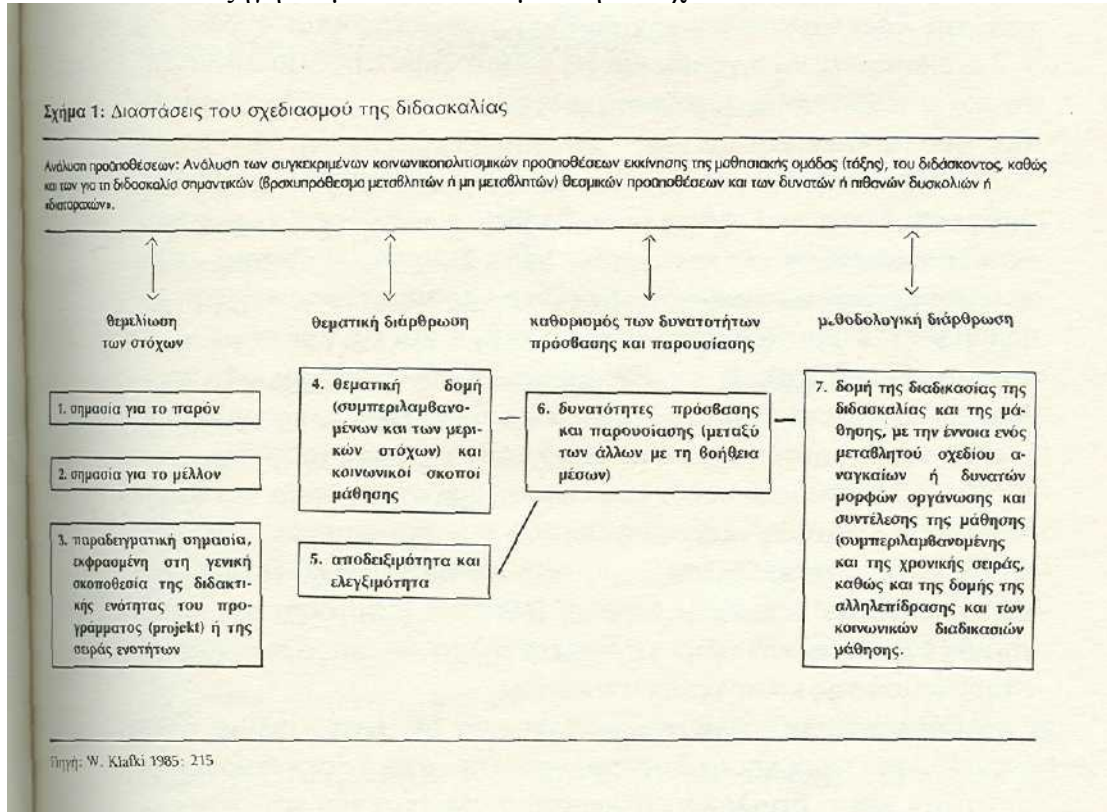 Σχήμα 1: Διαστάσεις του σχεδιασμού της διδασκαλίας
Ανάλυση προϋποθέσεων: Ανάλυση των συγκεκριμένων κοινωνικοπολιτισμικών προϋποθέσεων εκκίνησης της μαθησιακής ομάδας (τάξης), του διδάσκοντος, καθώς
και των για τη διδασκαλία σημαντικών (βραχυπρόθεσμα μεταβλητών ή μη μεταβλητών) θεσμικών προϋποθέσεων και των δυνατών ή πιθανών δυσκολιών ή
«διαταραχών».
θεμελίωση
των στόχων
θεματική διάρθρωση
καθορισμός των δυνατοτήτων
πρόσβασης και παρουσίασης
μεθοδολογική διάρθρωση
1. σημασία για το παρόν
2. σημασία για το μέλλον
3. παραδειγματική σημασία,
εκφρασμένη στη γενική
σκοποθεσία της διδακτι-
κής ενότητας του προ-
γράμματος (projekt) ή της
σειράς ενοτήτων
4. θεματική δομή
(συμπεριλαμβανο-
μένων και των μερι-
κών στόχων) και
κοινωνικοί σκοποί
μάθησης
5. αποδειξιμότητα και
ελεγξιμότητα
6. δυνατότητες πρόσβασης
και παρουσίασης (μεταξύ
των άλλων με τη βοήθεια
μέσων)
7. δομή της διαδικασίας της
διδασκαλίας και της μά-
θησης, με την έννοια ενός
μεταβλητού σχεδίου α-
ναγκαίων ή δυνατών
μορφών οργάνωσης και
συντέλεσης της μάθησης
(συμπεριλαμβανομένης
και της χρονικής σειράς,
καθώς και της δομής της
αλληλεπίδρασης και των
κοινωνικών διαδικασιών
μάθησης.
Πηγή: W. Klafki 1985: 215